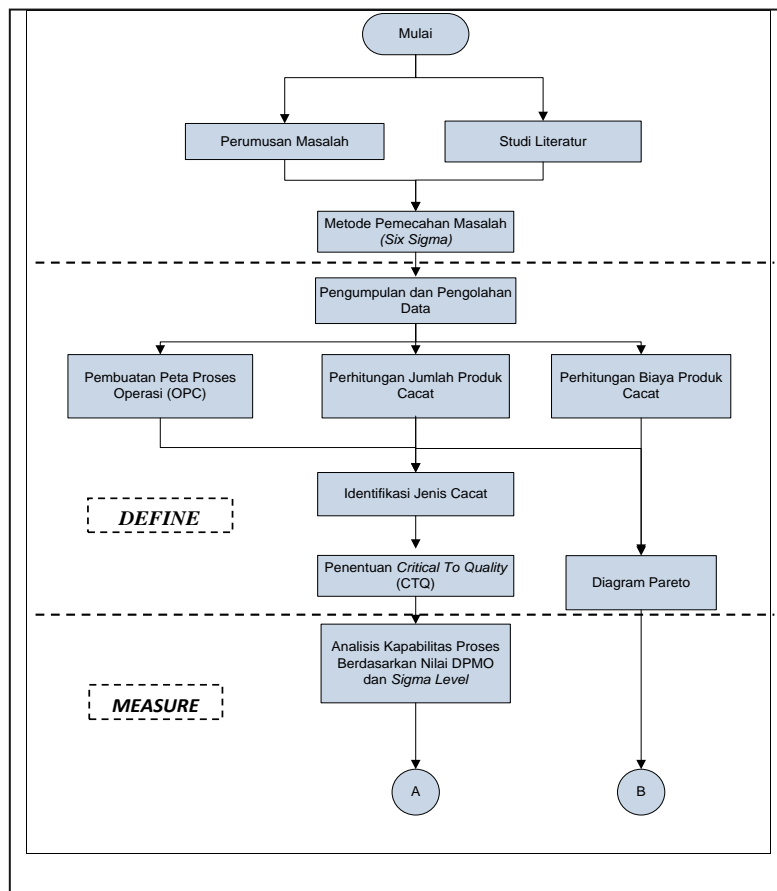 Mulai
Perumusan Masalah
Studi Literatur
Metode Pemecahan Masalah
(Six Sigma)
Pengumpulan dan Pengolahan
Data
Pembuatan Peta Proses
Operasi (OPC)
Perhitungan Jumlah Produk
Cacat
Perhitungan Biaya Produk
Cacat
Identifikasi Jenis Cacat
DEFINE
Penentuan Critical To Quality
(CTQ)
Diagram Pareto
Analisis Kapabilitas Proses
Berdasarkan Nilai DPMO
dan Sigma Level
MEASURE
A
B